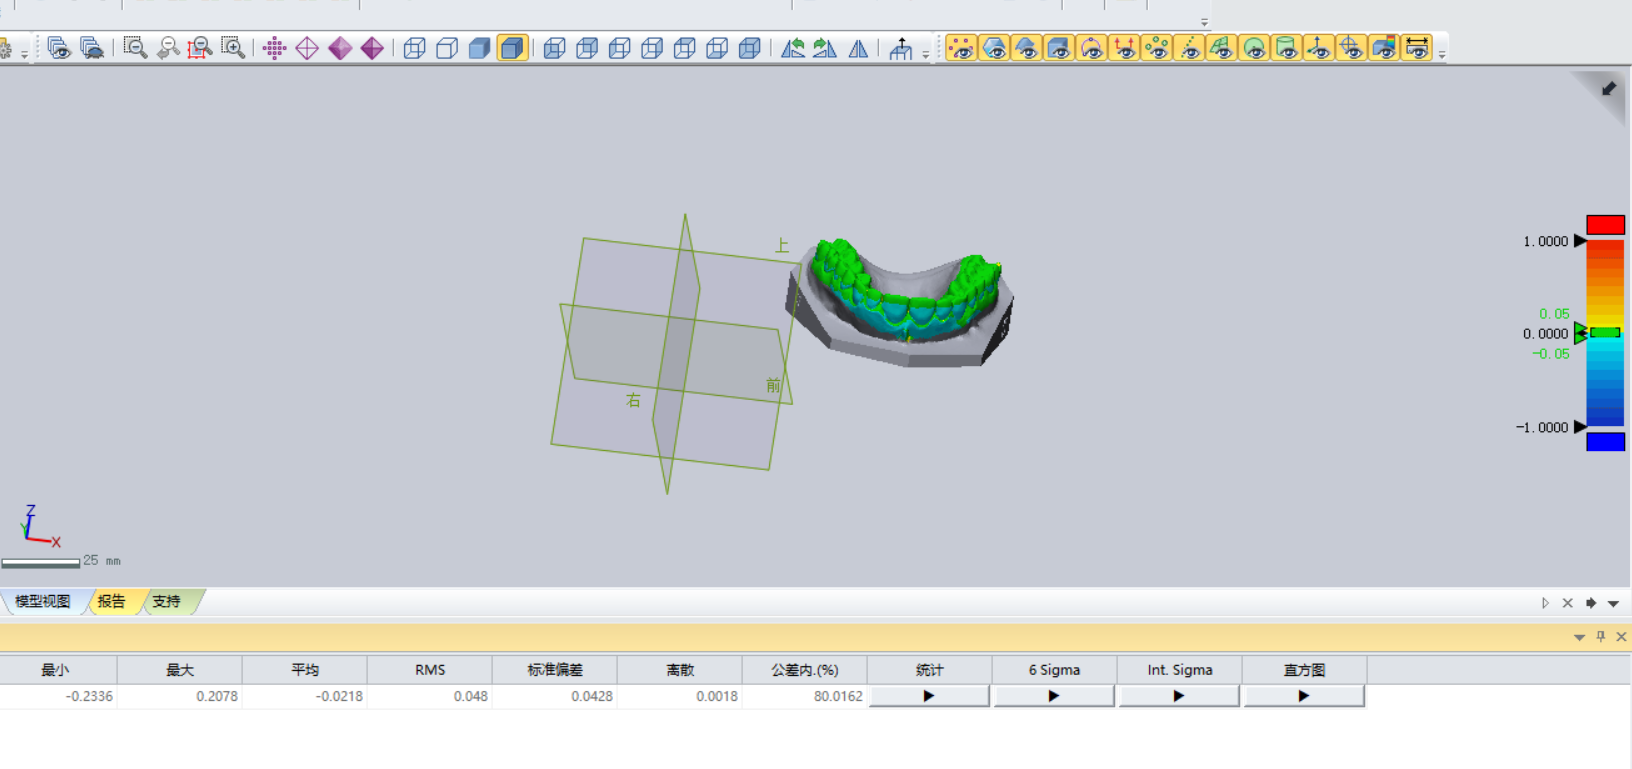 上
前
右
1.0000
0.05
0.0000
-0.05
-1.0000
Z
Y
X
25 mm
模型视图 报告 支持
最小 最大 平均 RMS 标准偏差 离散 公差内.(%) 统计 6 Sigma Int. Sigma 直方图
-0.2336 0.2078 -0.0218 0.048 0.0428 0.0018 80.0162